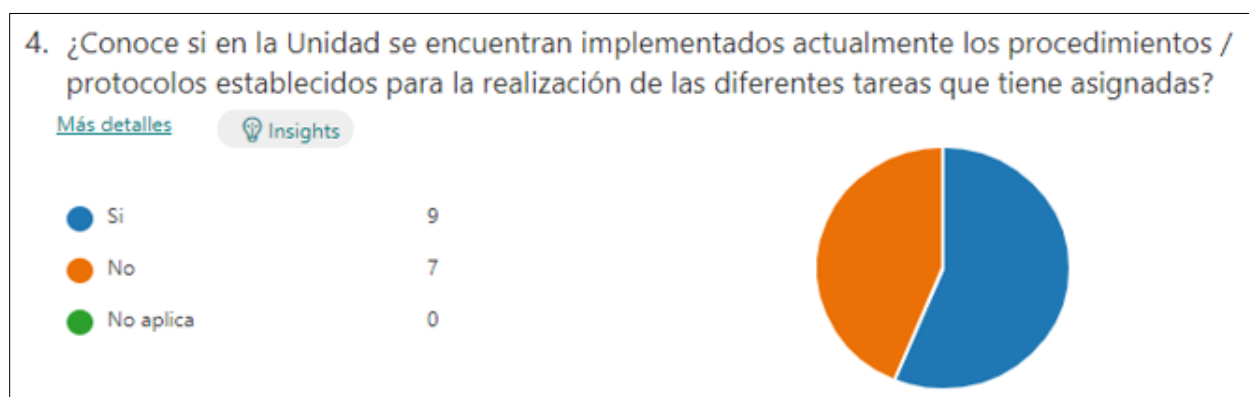 4. ¿Conoce si en la Unidad se encuentran implementados actualmente los procedimientos /
protocolos establecidos para la realización de las diferentes tareas que tiene asignadas?
Más detalles Insights
Si 9
No 7
No aplica 0